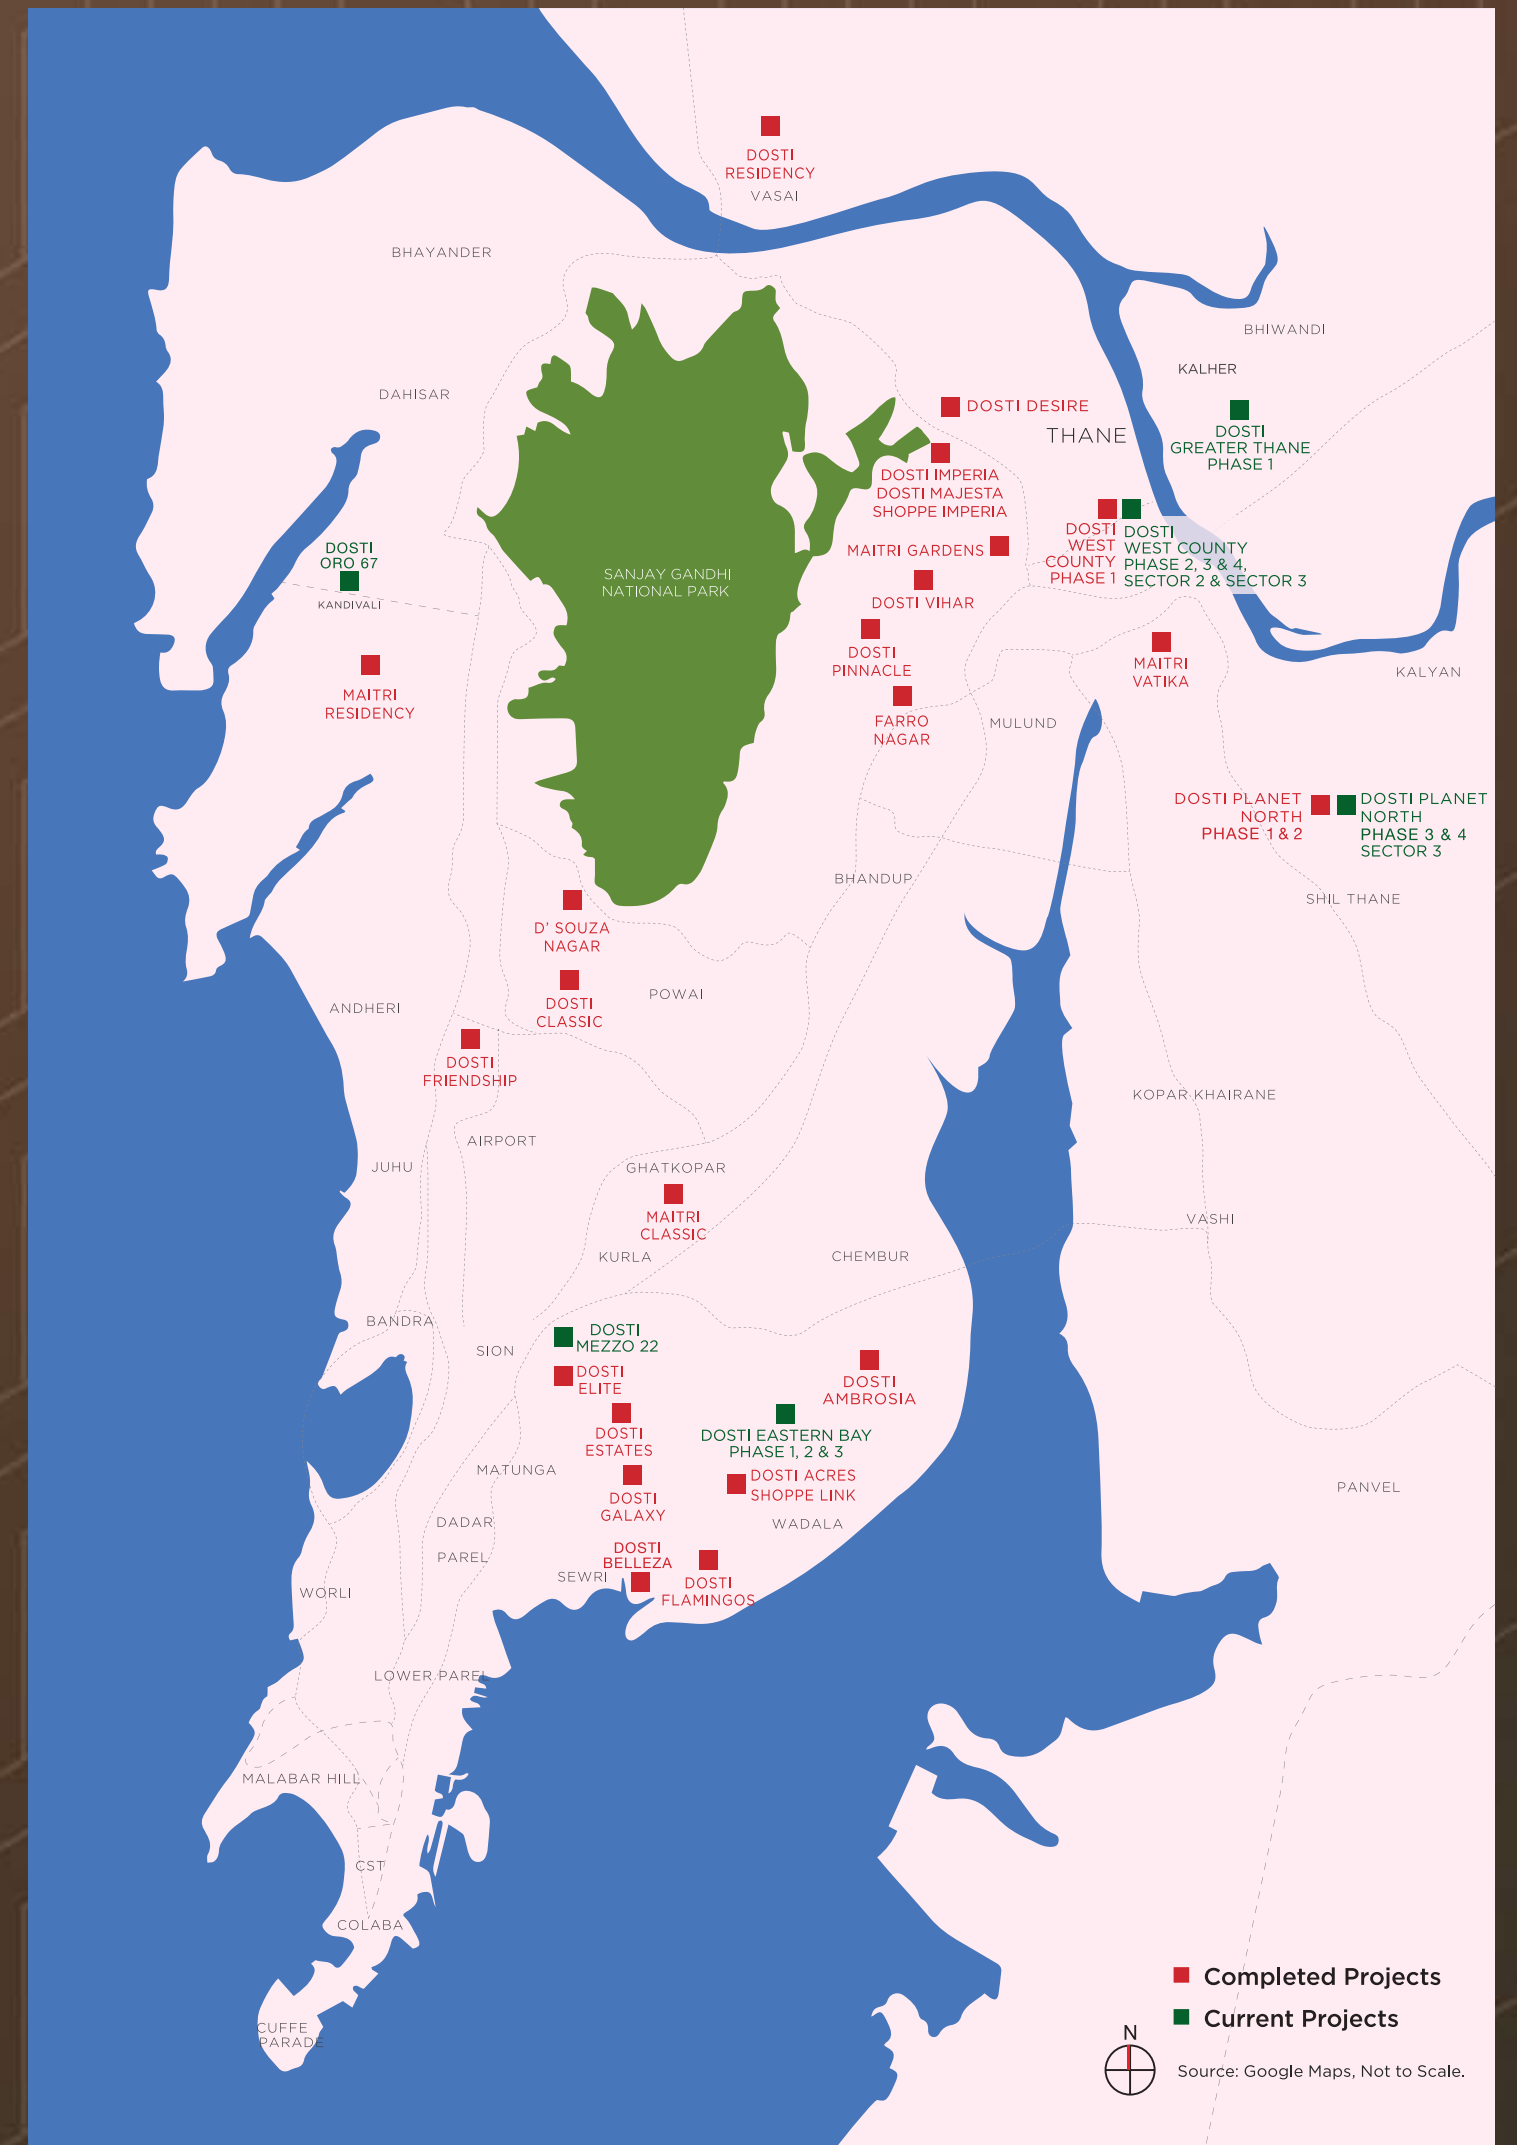 DOSTI
RESIDENCY
VASAI
BHAYANDER
BHIWANDI
KALHER
DAHISAR
DOSTI DESIRE
THANE
DOSTI
GREATER THANE
PHASE 1
DOSTI IMPERIA
DOSTI MAJESTA
SHOPPE IMPERIA
DOSTI
WEST
COUNTY
PHASE 1
DOSTI
WEST COUNTY
PHASE 2, 3 & 4,
SECTOR 2 & SECTOR 3
MAITRI GARDENS
DOSTI
ORO 67
KANDIVALI
SANJAY GANDHI
NATIONAL PARK
DOSTI VIHAR
DOSTI
PINNACLE
MAITRI
VATIKA
KALYAN
MAITRI
RESIDENCY
FARRO
NAGAR
MULUND
DOSTI PLANET
NORTH
PHASE 1 & 2
DOSTI PLANET
NORTH
PHASE 3 & 4
SECTOR 3
BHANDUP
SHIL THANE
D' SOUZA
NAGAR
POWAI
ANDHERI
DOSTI
CLASSIC
DOSTI
FRIENDSHIP
KOPAR KHAIRANE
AIRPORT
JUHU
GHATKOPAR
MAITRI
CLASSIC
VASHI
KURLA
CHEMBUR
BANDRA
SION
DOSTI
MEZZO 22
DOSTI
ELITE
DOSTI
AMBROSIA
DOSTI
ESTATES
DOSTI EASTERN BAY
PHASE 1, 2 & 3
MATUNGA
DOSTI ACRES
SHOPPE LINK
PANVEL
DOSTI
GALAXY
DADAR
WADALA
PAREL
DOSTI
BELLEZA
SEWRI
DOSTI
FLAMINGOS
WORLI
LOWER PAREL
MALABAR HILL
CST
COLABA
CUFFE
PARADE
Completed Projects
Current Projects
N
Source: Google Maps, Not to Scale.